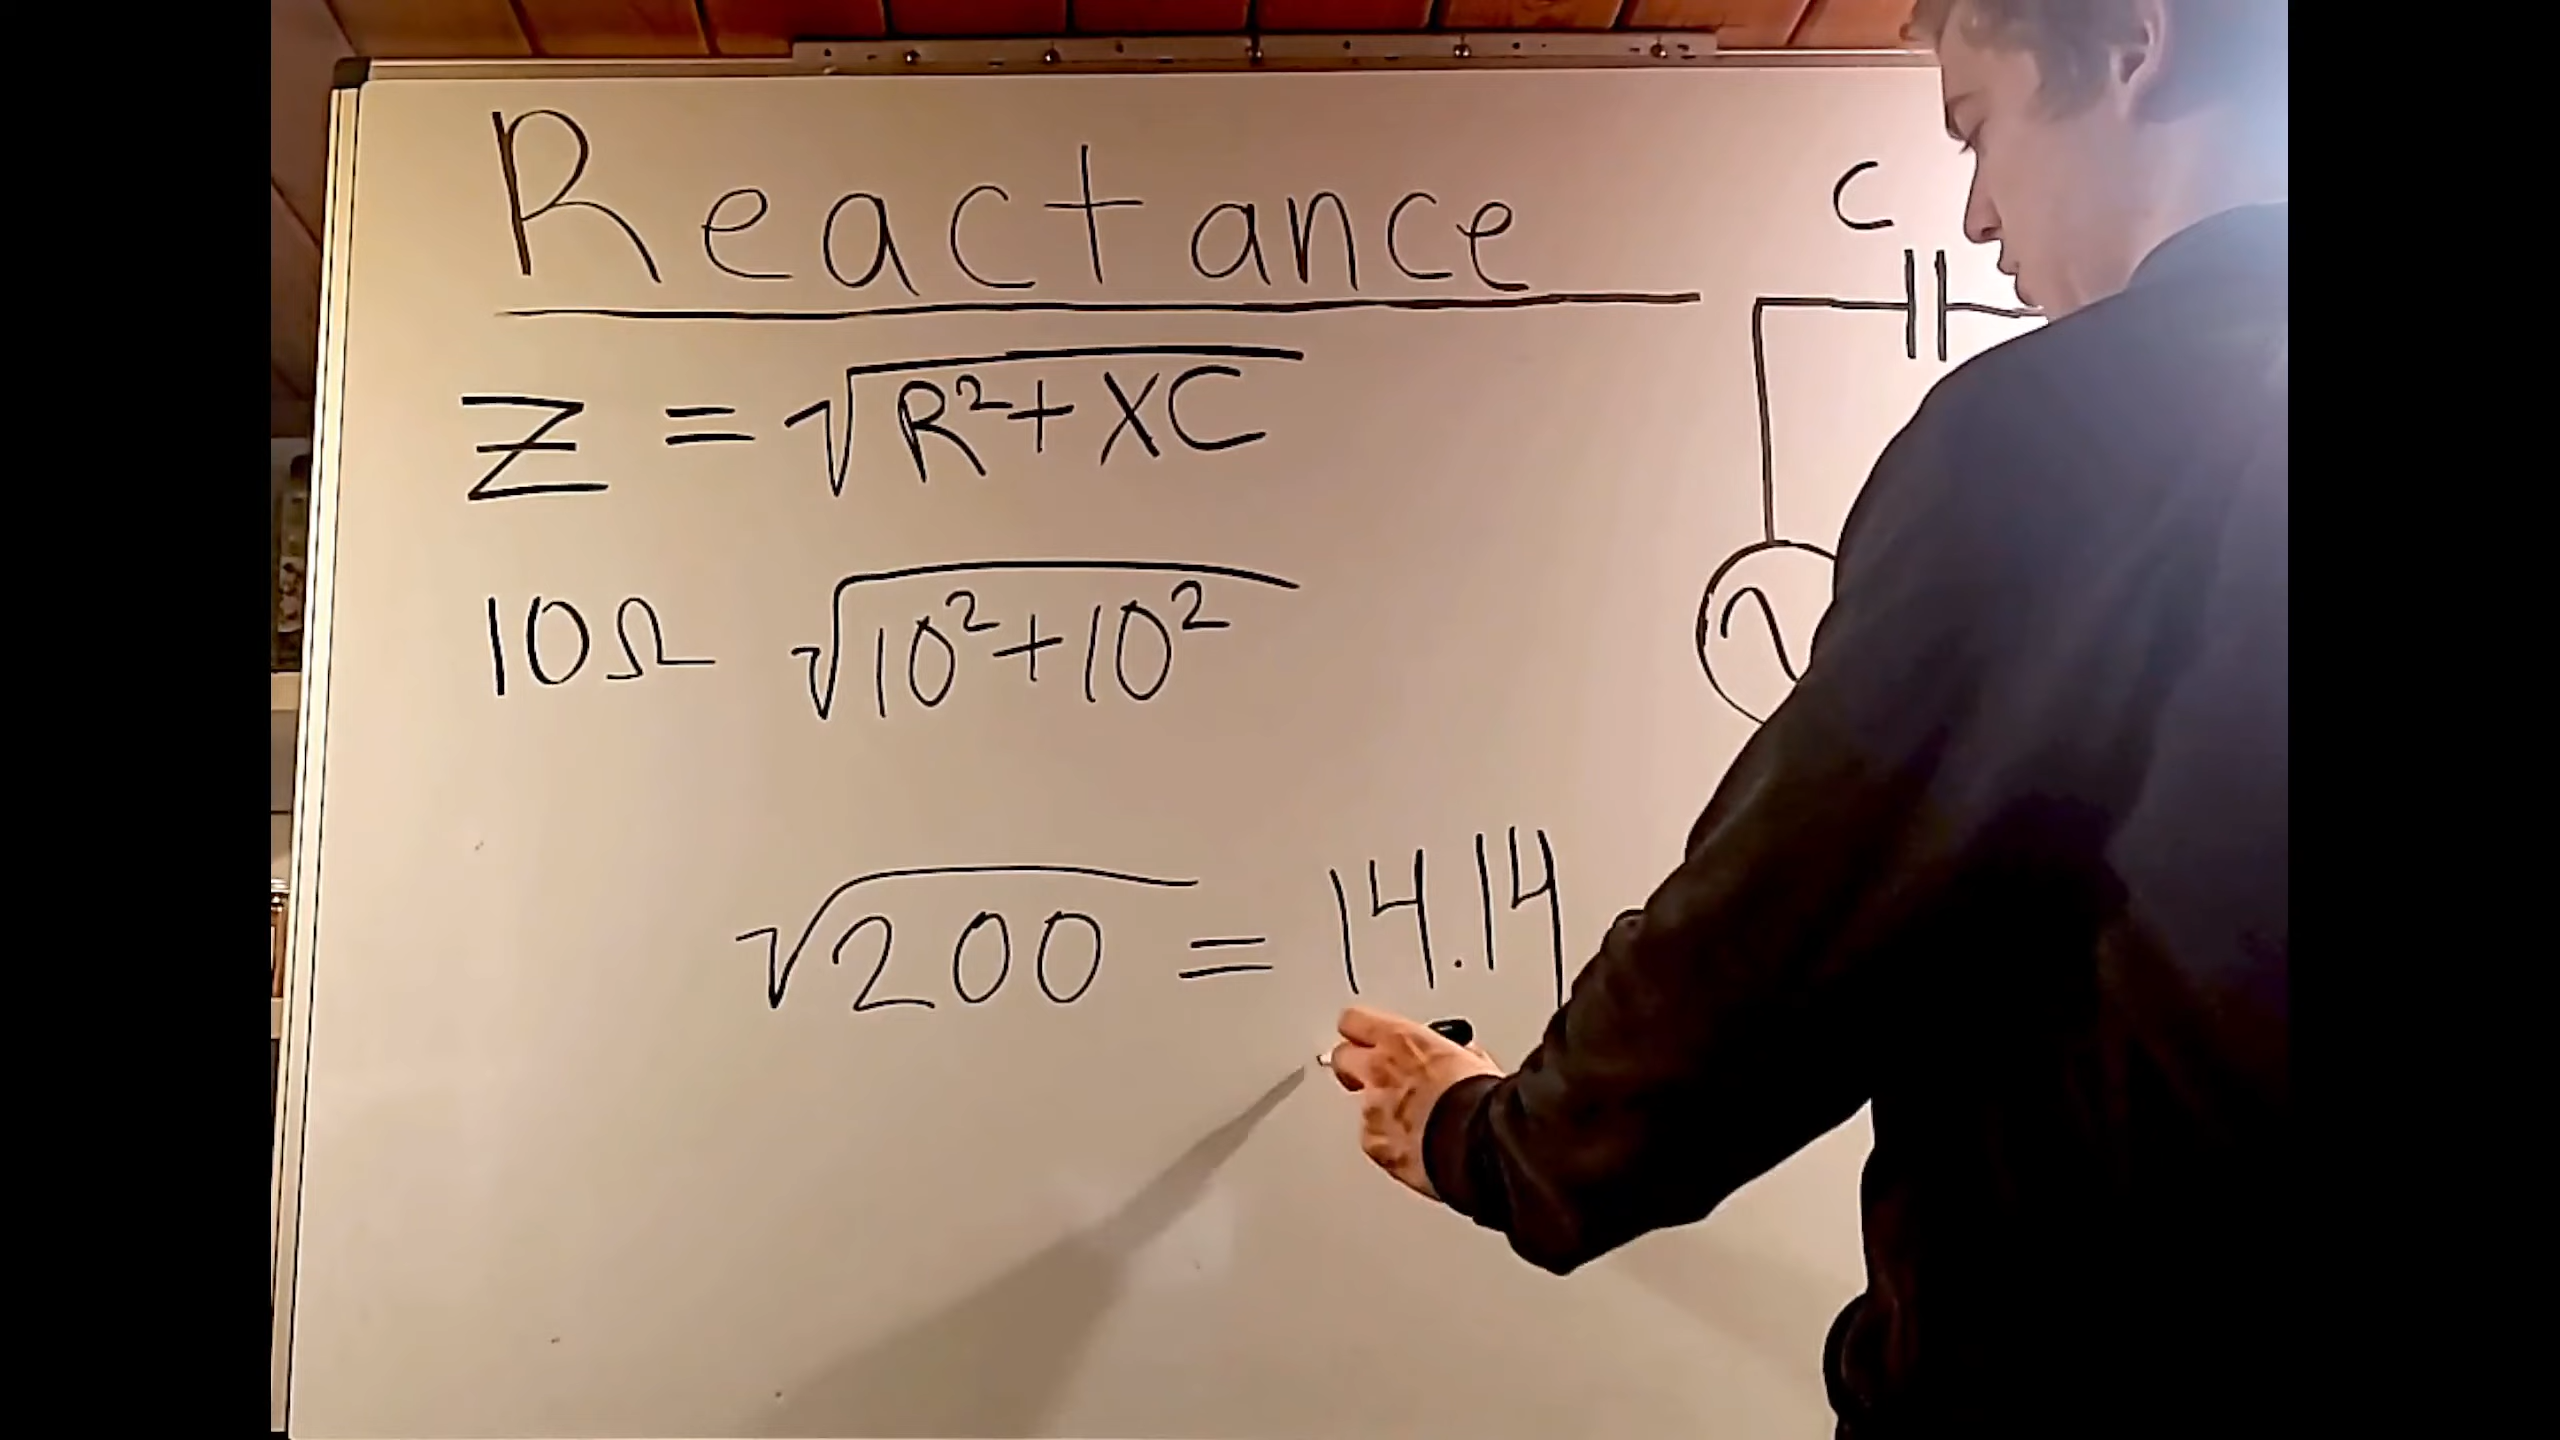 Reactance
C
Z = √R²+XC
10Ω √10²+10²
√200 = 14.14